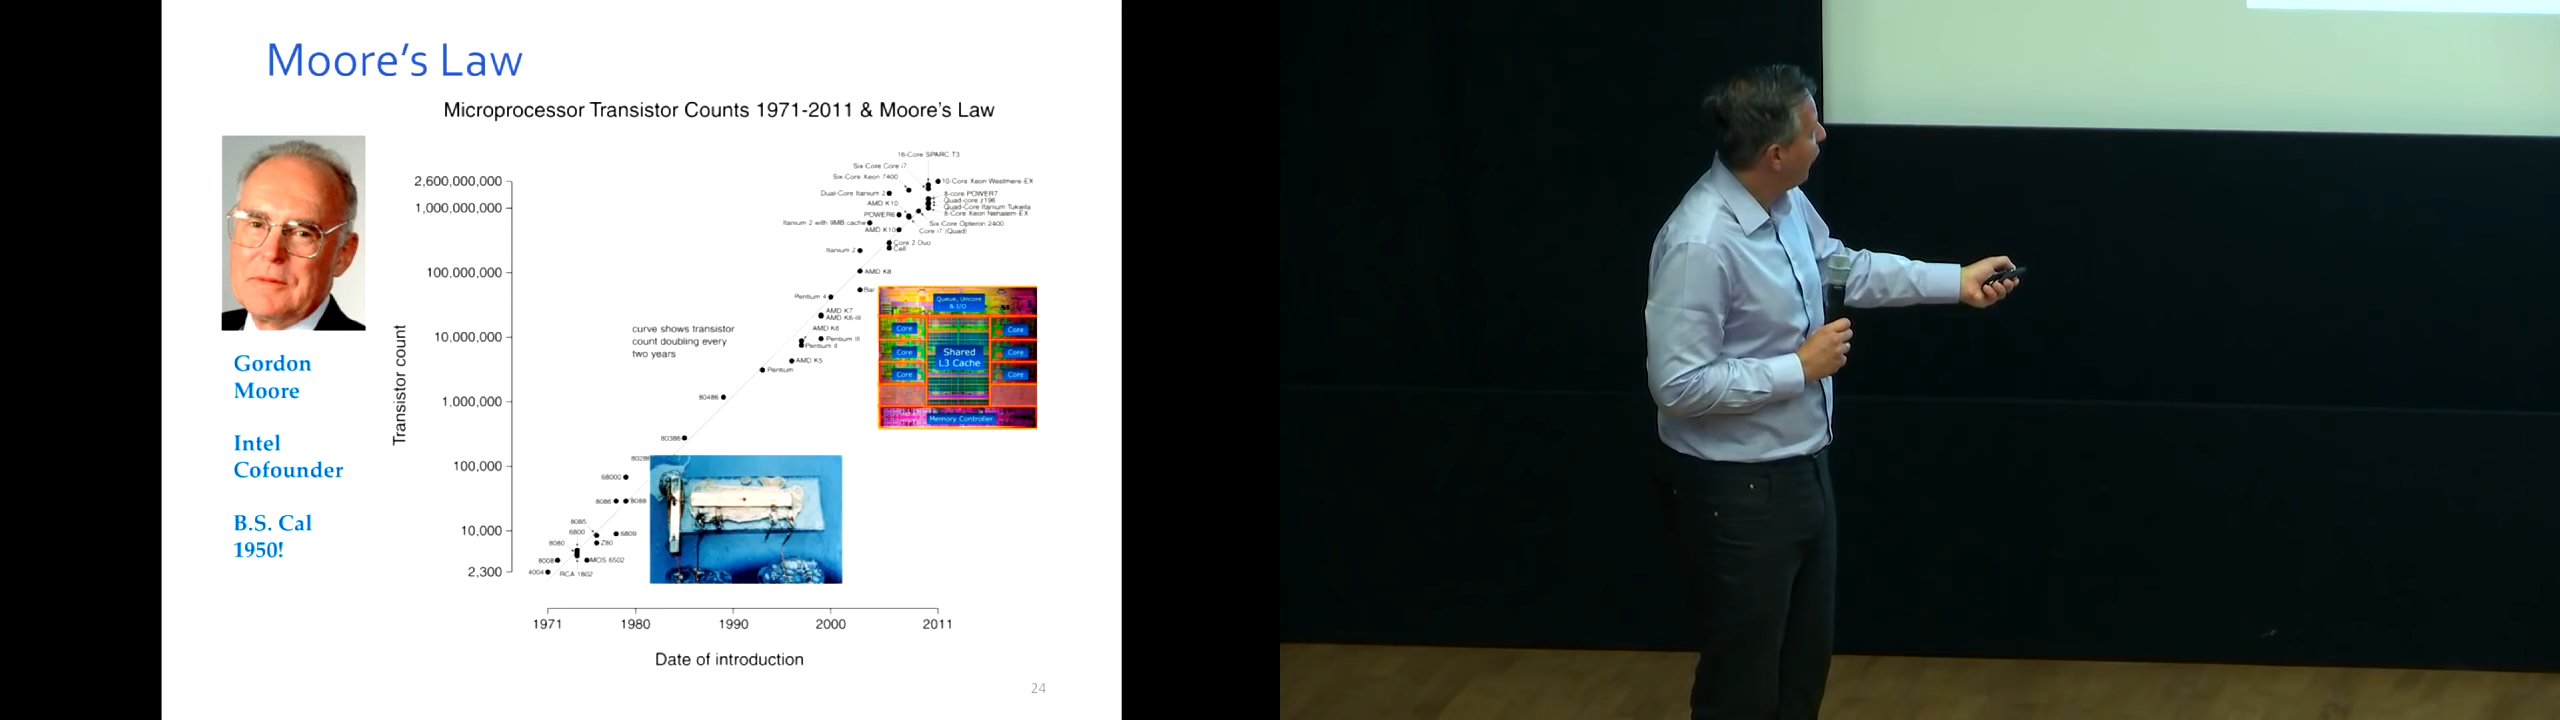 Moore's Law
Microprocessor Transistor Counts 1971-2011 & Moore's Law
Gordon
Moore
Intel
Cofounder
B.S. Cal
1950!
Transistor count
2,600,000,000
1,000,000,000
100,000,000
10,000,000
1,000,000
100,000
10,000
2,300
16-Core SPARC T3
Six-Core Core i7
Six-Core Xeon 7400
10-Core Xeon Westmere-EX
Dual-Core Itanium 2
8-core POWER7
Quad-core z196
AMD K10
Quad-Core Itanium Tukwila
POWER6
8-Core Xeon Nehalem-EX
Itanium 2 with 9MB cache
Six-Core Opteron 2400
AMD K10
Core i7 (Quad)
Core 2 Duo
Itanium 2
Cell
AMD K8
Pentium 4
Bar
AMD K7
AMD K6-III
curve shows transistor
count doubling every
two years
AMD K6
Pentium III
Pentium II
AMD K5
Pentium
80486
80386
80286
68000
8086
8088
8085
6800
6809
8080
Z80
8008
MOS 6502
4004
RCA 1802
Queue, Uncore
& I/O
Core
Core
Core
Shared
L3 Cache
Core
Core
Core
Memory Controller
1971
1980
1990
2000
2011
Date of introduction
24